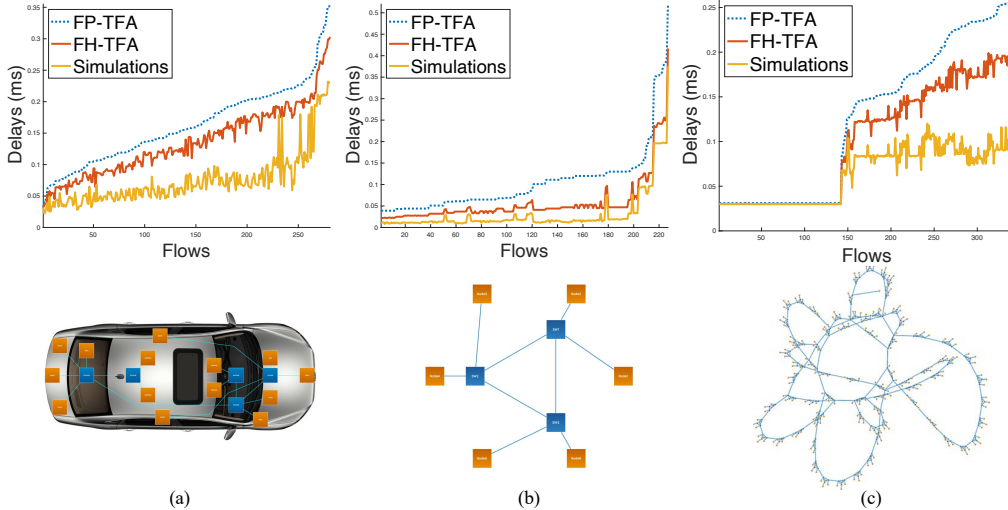 FP-TFA
FH-TFA
Simulations
Delays (ms)
0.35
0.3
0.25
0.2
0.15
0.1
0.05
50
100
150
200
250
Flows
FP-TFA
FH-TFA
Simulations
Delays (ms)
0.5
0.45
0.4
0.35
0.3
0.25
0.2
0.15
0.1
0.05
0
20
40
60
80
100
120
140
160
180
200
220
Flows
FP-TFA
FH-TFA
Simulations
Delays (ms)
0.25
0.2
0.15
0.1
0.05
0
50
100
150
200
250
300
Flows
(a)
(b)
(c)